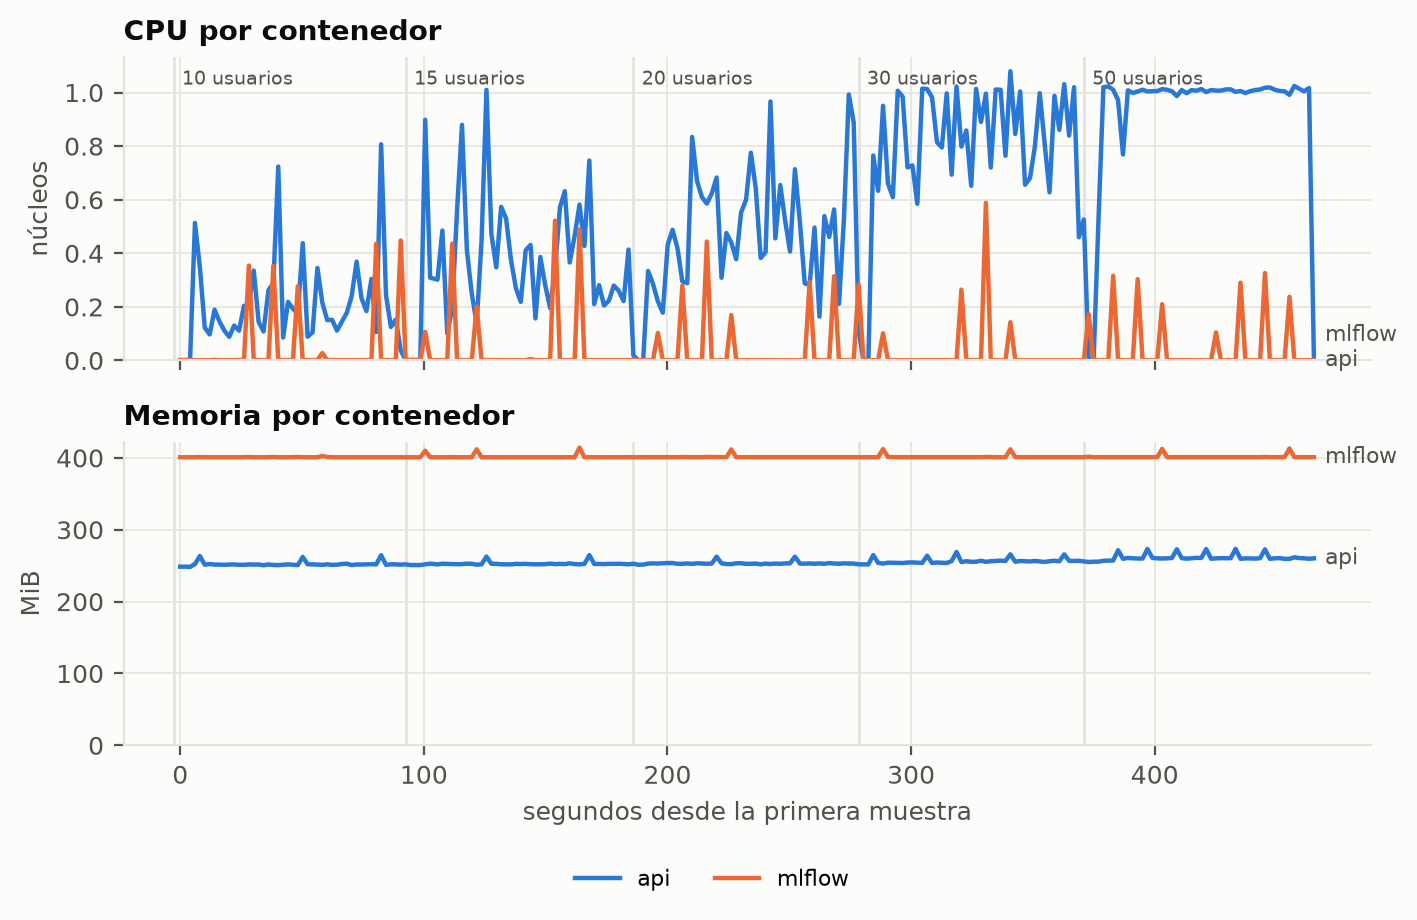 CPU por contenedor
10 usuarios 15 usuarios 20 usuarios 30 usuarios 50 usuarios
núcleos
1.0
0.8
0.6
0.4
0.2
0.0
mlflow
api
Memoria por contenedor
MiB
400
300
200
100
0
mlflow
api
0 100 200 300 400
segundos desde la primera muestra
api mlflow